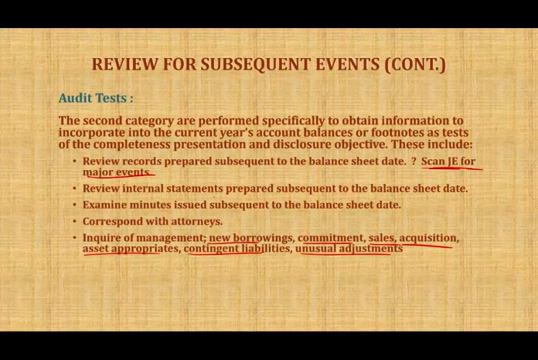 REVIEW FOR SUBSEQUENT EVENTS (CONT.)
Audit Tests :
The second category are performed specifically to obtain information to
incorporate into the current year's account balances or footnotes as tests
of the completeness presentation and disclosure objective. These include:
• Review records prepared subsequent to the balance sheet date. ? Scan JE for
major events.
• Review internal statements prepared subsequent to the balance sheet date.
• Examine minutes issued subsequent to the balance sheet date.
• Correspond with attorneys.
• Inquire of management; new borrowings, commitment, sales, acquisition,
asset appropriates, contingent liabilities, unusual adjustments